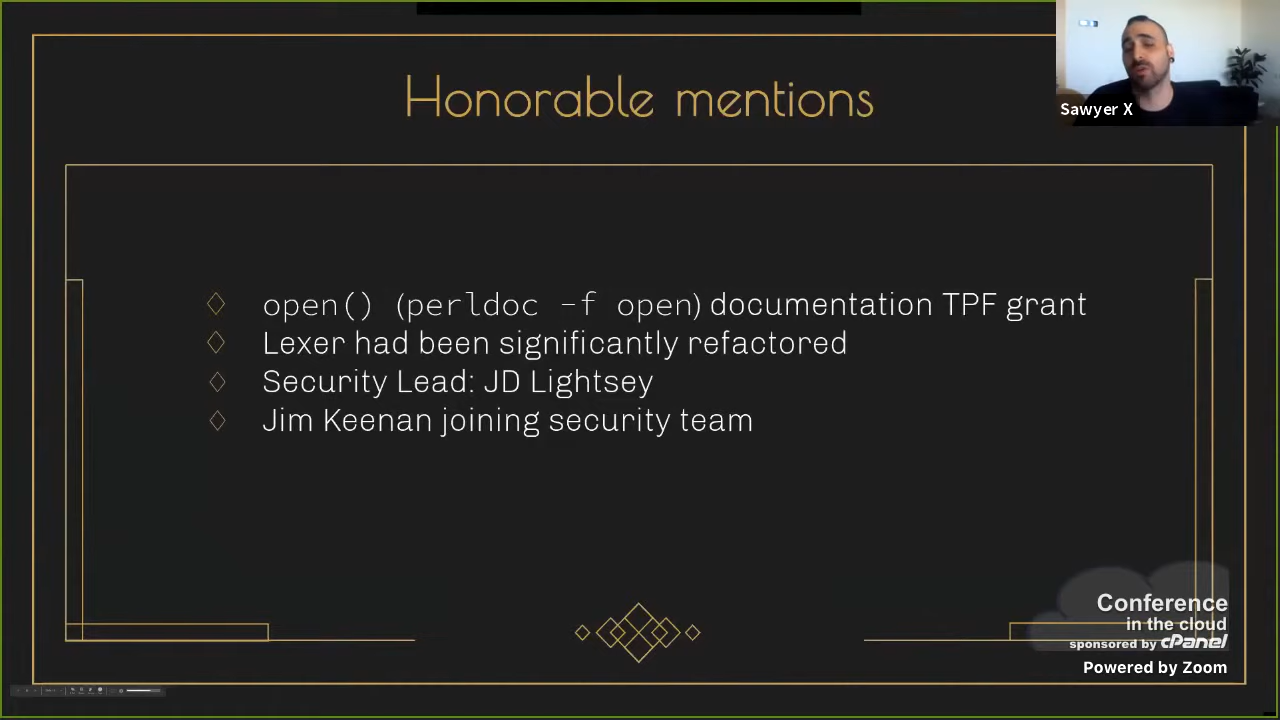 Honorable mentions
Sawyer X
open() (perldoc -f open) documentation TPF grant
Lexer had been significantly refactored
Security Lead: JD Lightsey
Jim Keenan joining security team
Conference
in the cloud
sponsored by cPanel
Powered by Zoom